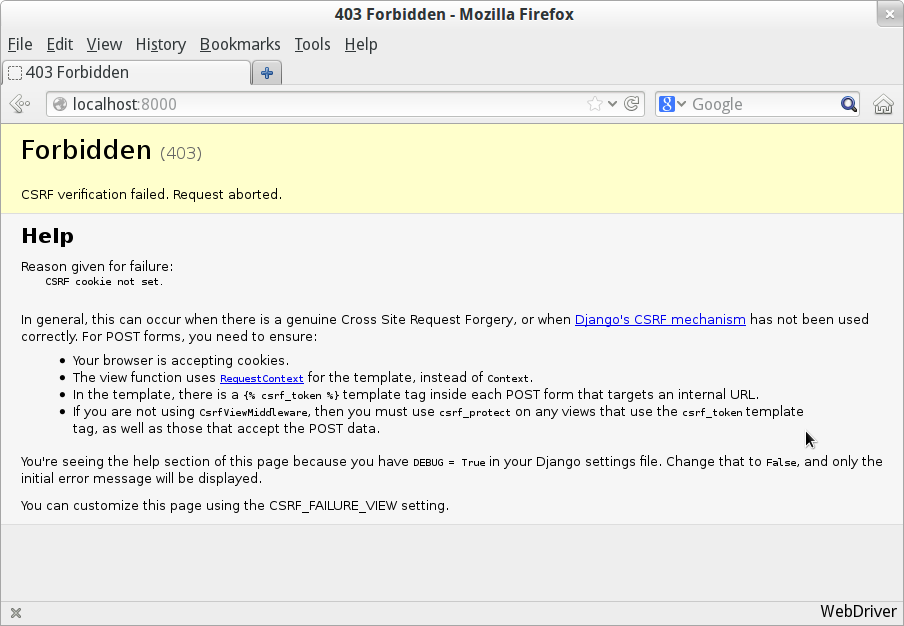 403 Forbidden - Mozilla Firefox
File Edit View History Bookmarks Tools Help
403 Forbidden
localhost:8000 8 Google
Forbidden (403)
CSRF verification failed. Request aborted.
Help
Reason given for failure:
CSRF cookie not set.
In general, this can occur when there is a genuine Cross Site Request Forgery, or when Django's CSRF mechanism has not been used
correctly. For POST forms, you need to ensure:
• Your browser is accepting cookies.
• The view function uses RequestContext for the template, instead of Context.
• In the template, there is a {% csrf_token %} template tag inside each POST form that targets an internal URL.
• If you are not using CsrfViewMiddleware, then you must use csrf_protect on any views that use the csrf_token template
tag, as well as those that accept the POST data.
You're seeing the help section of this page because you have DEBUG = True in your Django settings file. Change that to False, and only the
initial error message will be displayed.
You can customize this page using the CSRF_FAILURE_VIEW setting.
WebDriver